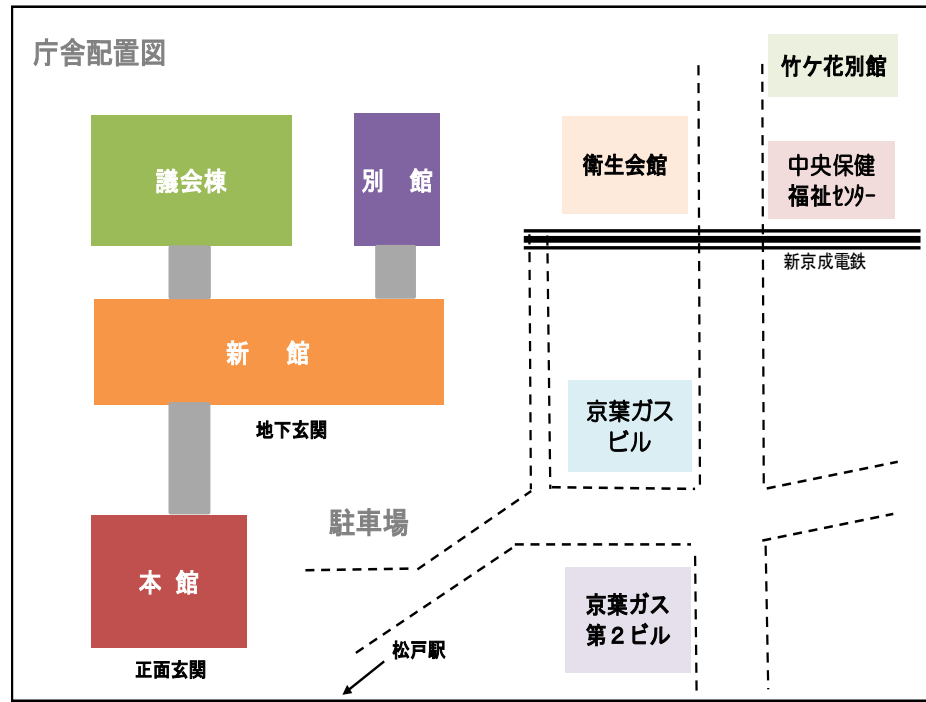 庁舎配置図
竹ケ花別館
議会棟
別　館
衛生会館
中央保健
福祉ｾﾝﾀｰ
新京成電鉄
新　館
地下玄関
京葉ガス
ビル
駐車場
本 館
正面玄関
松戸駅
京葉ガス
第２ビル